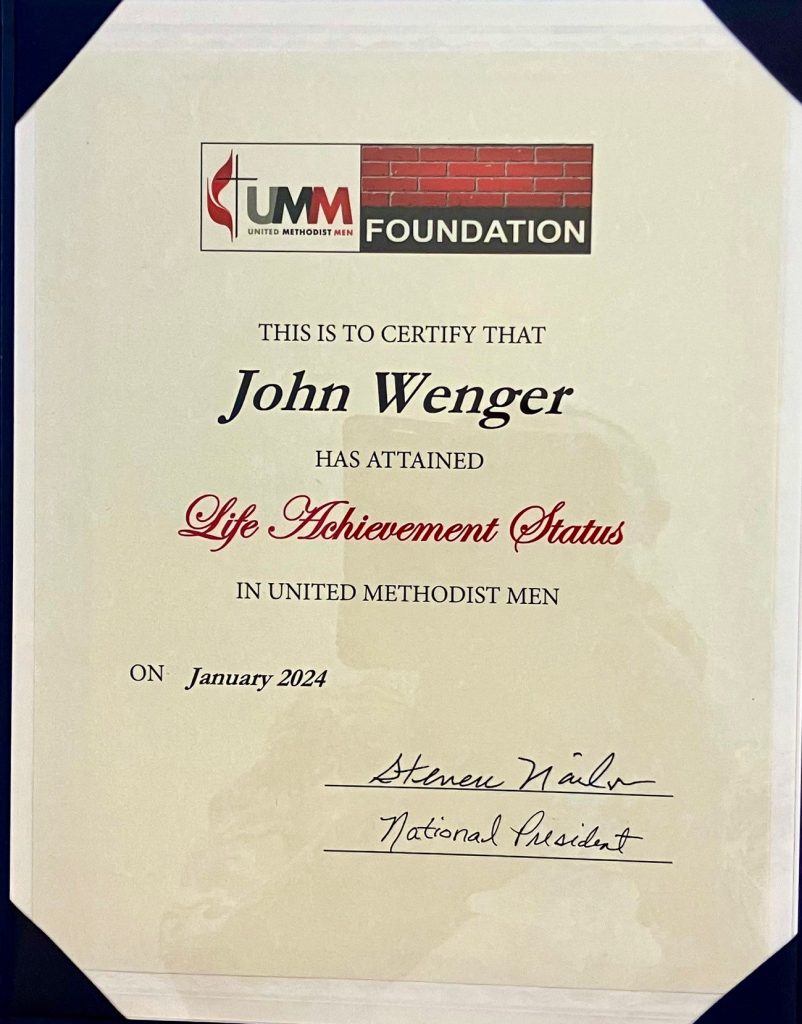 UMM
UNITED METHODIST MEN
FOUNDATION
THIS IS TO CERTIFY THAT
John Wenger
HAS ATTAINED
Life Achievement Status
IN UNITED METHODIST MEN
ON January 2024
Steven
National President